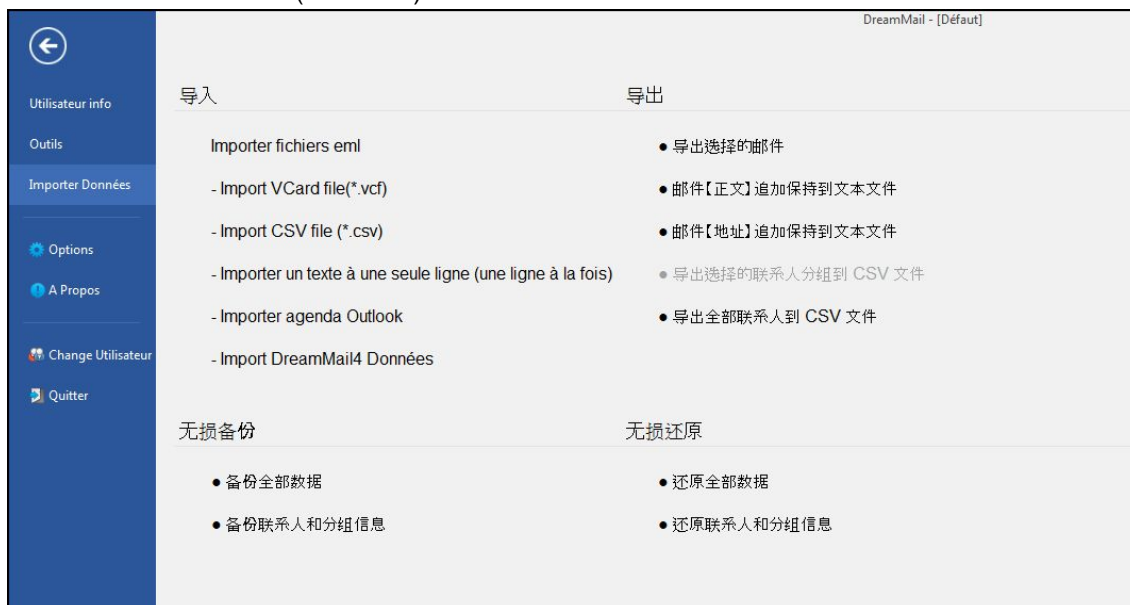 DreamMail - [Défaut]
Utilisateur info
Outils
Importer Données
Options
A Propos
Change Utilisateur
Quitter
导入
Importer fichiers eml
- Import VCard file(*.vcf)
- Import CSV file (*.csv)
- Importer un texte à une seule ligne (une ligne à la fois)
- Importer agenda Outlook
- Import DreamMail4 Données
导出
● 导出选择的邮件
● 邮件【正文】追加保持到文本文件
● 邮件【地址】追加保持到文本文件
● 导出选择的联系人分组到 CSV 文件
● 导出全部联系人到 CSV 文件
无损备份
● 备份全部数据
● 备份联系人和分组信息
无损还原
● 还原全部数据
● 还原联系人和分组信息